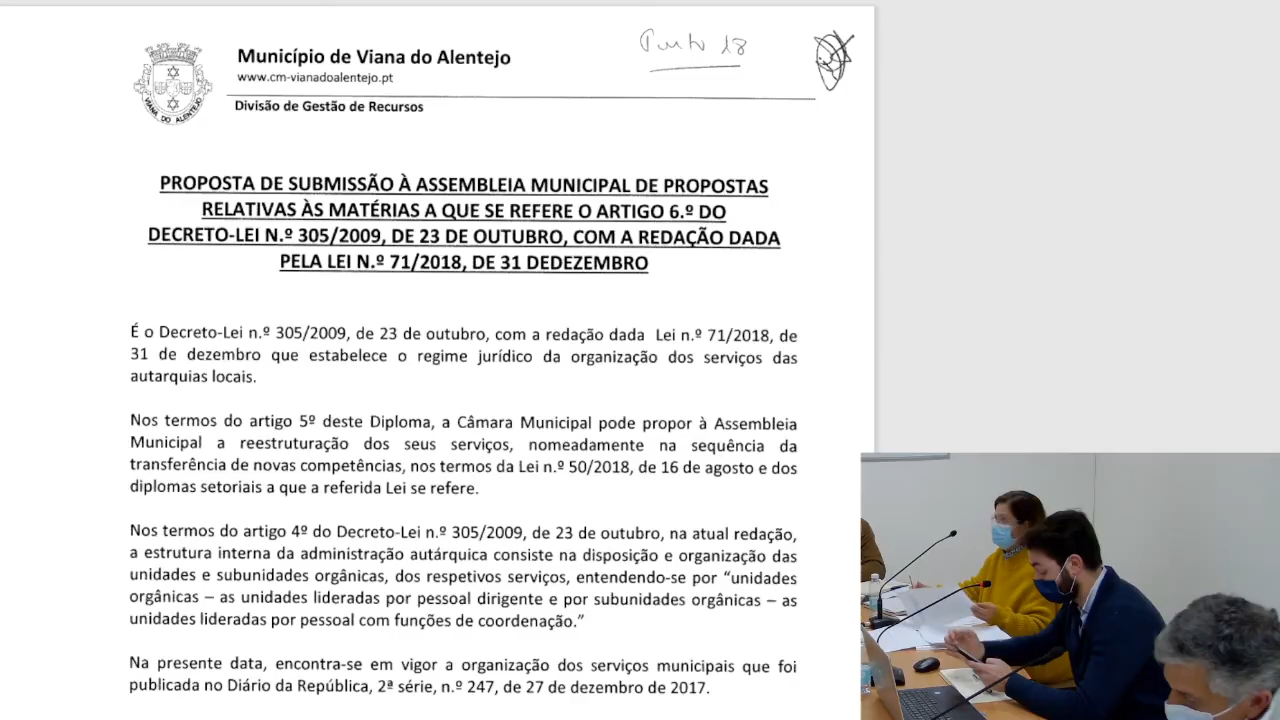 Município de Viana do Alentejo
Punto 18
www.cm-vianadoalentejo.pt
VIANA DO ALENTEJO
Divisão de Gestão de Recursos
PROPOSTA DE SUBMISSÃO À ASSEMBLEIA MUNICIPAL DE PROPOSTAS
RELATIVAS ÀS MATÉRIAS A QUE SE REFERE O ARTIGO 6.º DO
DECRETO-LEI N.º 305/2009, DE 23 DE OUTUBRO, COM A REDAÇÃO DADA
PELA LEI N.º 71/2018, DE 31 DEDEZEMBRO
É o Decreto-Lei n.º 305/2009, de 23 de outubro, com a redação dada Lei n.º 71/2018, de
31 de dezembro que estabelece o regime jurídico da organização dos serviços das
autarquias locais.
Nos termos do artigo 5º deste Diploma, a Câmara Municipal pode propor à Assembleia
Municipal a reestruturação dos seus serviços, nomeadamente na sequência da
transferência de novas competências, nos termos da Lei n.º 50/2018, de 16 de agosto e dos
diplomas setoriais a que a referida Lei se refere.
Nos termos do artigo 4º do Decreto-Lei n.º 305/2009, de 23 de outubro, na atual redação,
a estrutura interna da administração autárquica consiste na disposição e organização das
unidades e subunidades orgânicas, dos respetivos serviços, entendendo-se por “unidades
orgânicas – as unidades lideradas por pessoal dirigente e por subunidades orgânicas – as
unidades lideradas por pessoal com funções de coordenação.”
Na presente data, encontra-se em vigor a organização dos serviços municipais que foi
publicada no Diário da República, 2ª série, n.º 247, de 27 de dezembro de 2017.